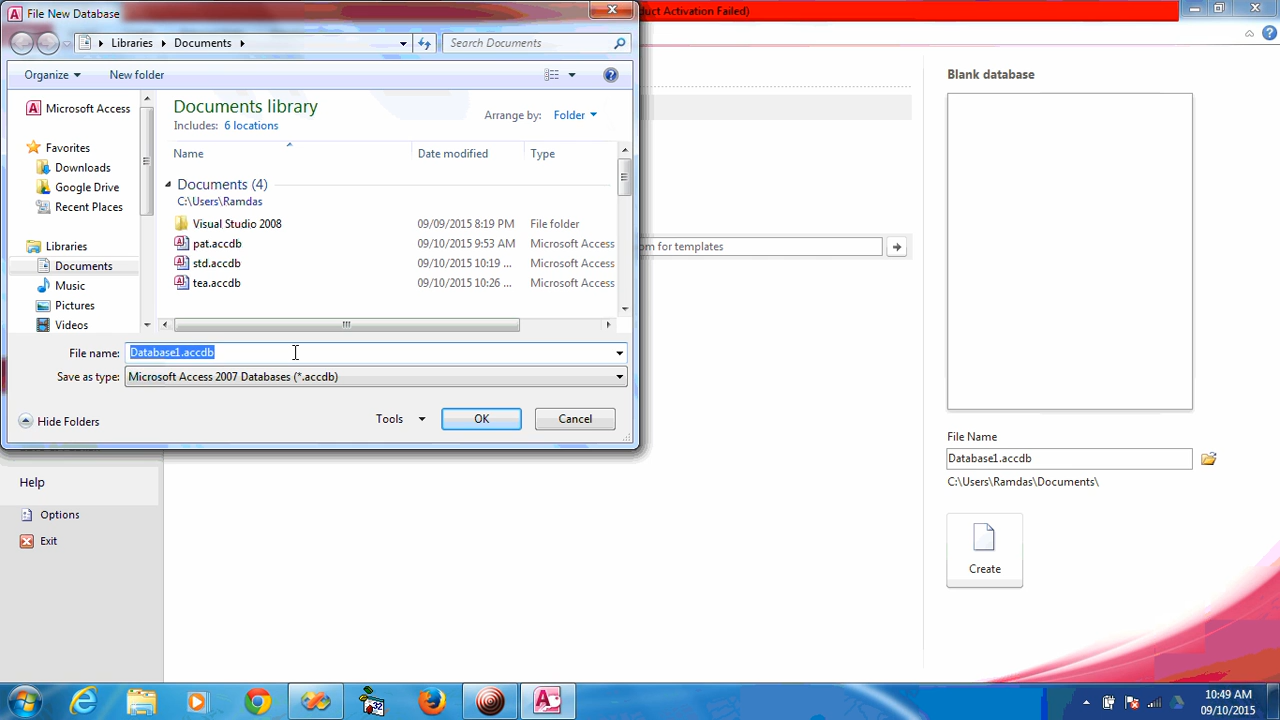 File New Database
duct Activation Failed)
Libraries
Documents
Search Documents
Organize
New folder
Microsoft Access
Favorites
Downloads
Google Drive
Recent Places
Libraries
Documents
Music
Pictures
Videos
Documents library
Includes: 6 locations
Arrange by: Folder
Name
Date modified
Type
Documents (4)
C:\Users\Ramdas
Visual Studio 2008 09/09/2015 8:19 PM File folder
pat.accdb 09/10/2015 9:53 AM Microsoft Access
std.accdb 09/10/2015 10:19 ... Microsoft Access
tea.accdb 09/10/2015 10:26 ... Microsoft Access
File name: Database1.accdb
Save as type: Microsoft Access 2007 Databases (*.accdb)
Hide Folders
Tools
OK
Cancel
om for templates
Help
Options
Exit
Blank database
File Name
Database1.accdb
C:\Users\Ramdas\Documents\
Create
10:49 AM
09/10/2015